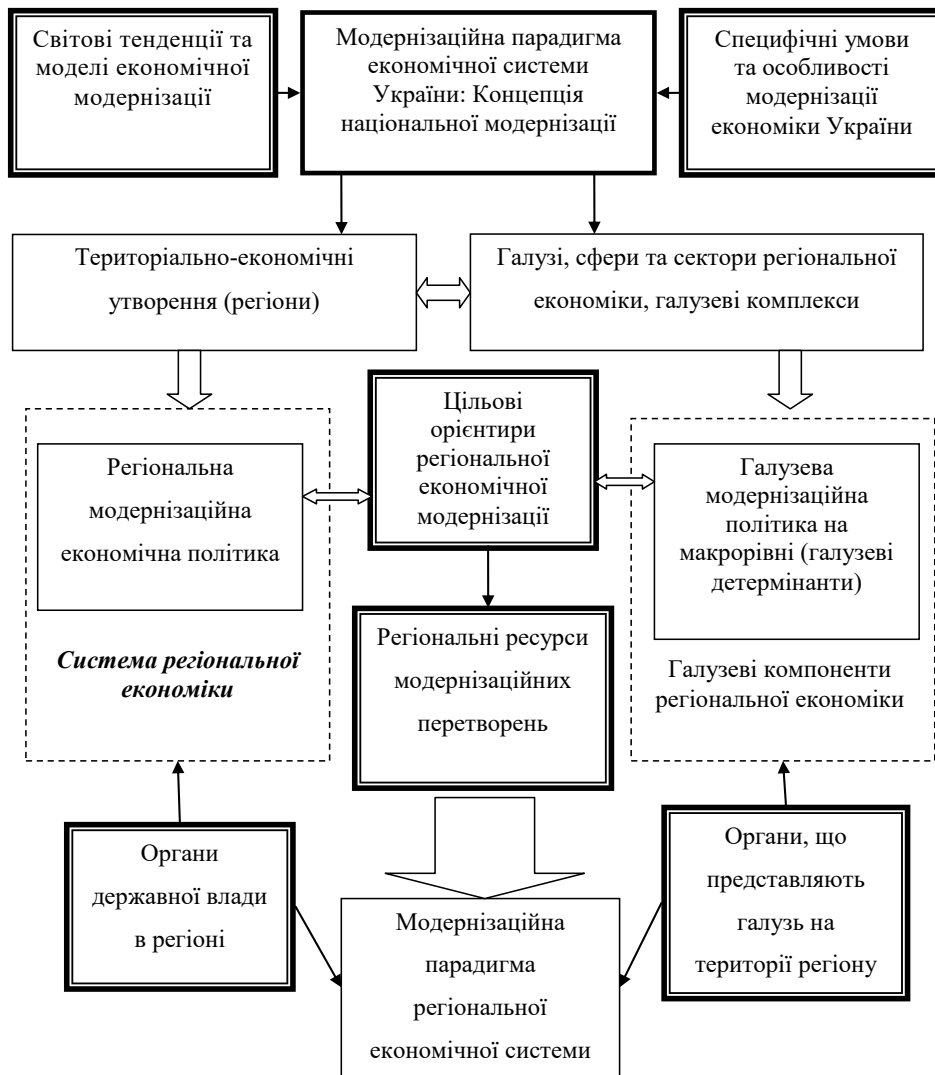 Світові тенденції та
моделі економічної
модернізації
Модернізаційна парадигма
економічної системи
України: Концепція
національної модернізації
Специфічні умови
та особливості
модернізації
економіки України
Територіально-економічні
утворення (регіони)
Галузі, сфери та сектори регіональної
економіки, галузеві комплекси
Цільові
орієнтири
регіональної
економічної
модернізації
Регіональна
модернізаційна
економічна політика
Галузева
модернізаційна
політика на
макрорівні (галузеві
детермінанти)
Система регіональної
економіки
Регіональні ресурси
модернізаційних
перетворень
Галузеві компоненти
регіональної економіки
Органи
державної влади
в регіоні
Органи, що
представляють
галузь на
території регіону
Модернізаційна
парадигма
регіональної
економічної системи